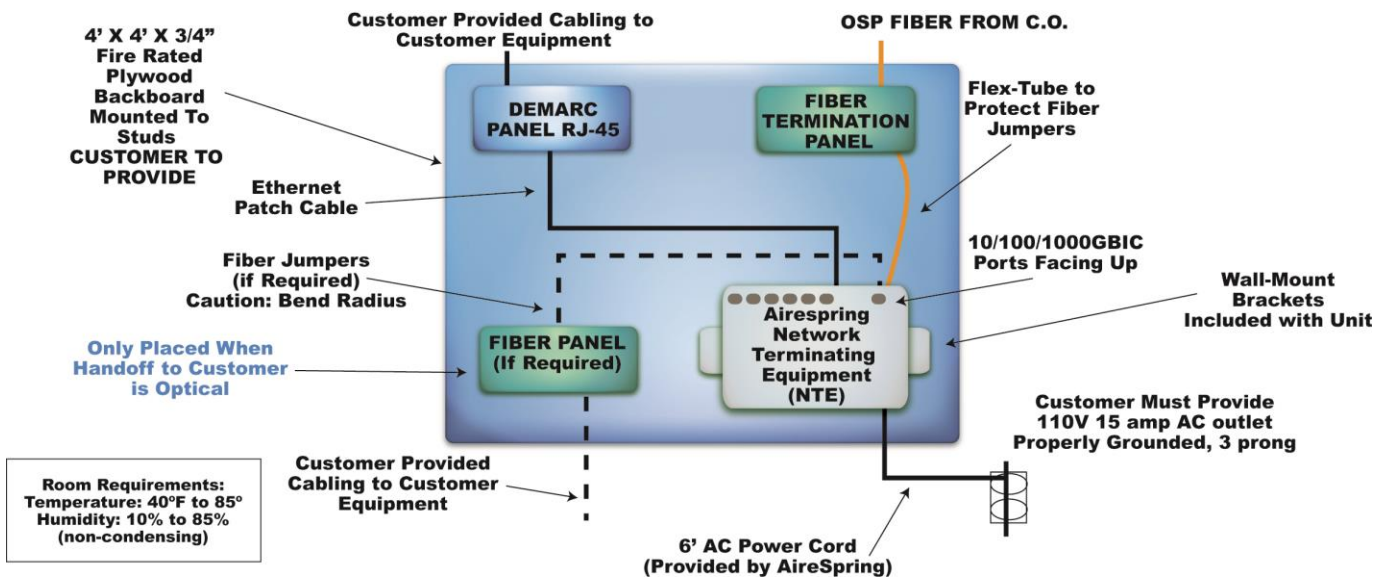 4’ X 4’ X 3/4”
Fire Rated
Plywood
Backboard
Mounted To
Studs
CUSTOMER TO
PROVIDE
Customer Provided Cabling to
Customer Equipment
OSP FIBER FROM C.O.
DEMARC
PANEL RJ-45
FIBER
TERMINATION
PANEL
Flex-Tube to
Protect Fiber
Jumpers
Ethernet
Patch Cable
Fiber Jumpers
(if Required)
Caution: Bend Radius
10/100/1000GBIC
Ports Facing Up
Wall-Mount
Brackets
Included with Unit
Only Placed When
Handoff to Customer
is Optical
FIBER PANEL
(If Required)
Airespring
Network
Terminating
Equipment
(NTE)
Customer Must Provide
110V 15 amp AC outlet
Properly Grounded, 3 prong
Room Requirements:
Temperature: 40ºF to 85º
Humidity: 10% to 85%
(non-condensing)
Customer Provided
Cabling to Customer
Equipment
6’ AC Power Cord
(Provided by AireSpring)